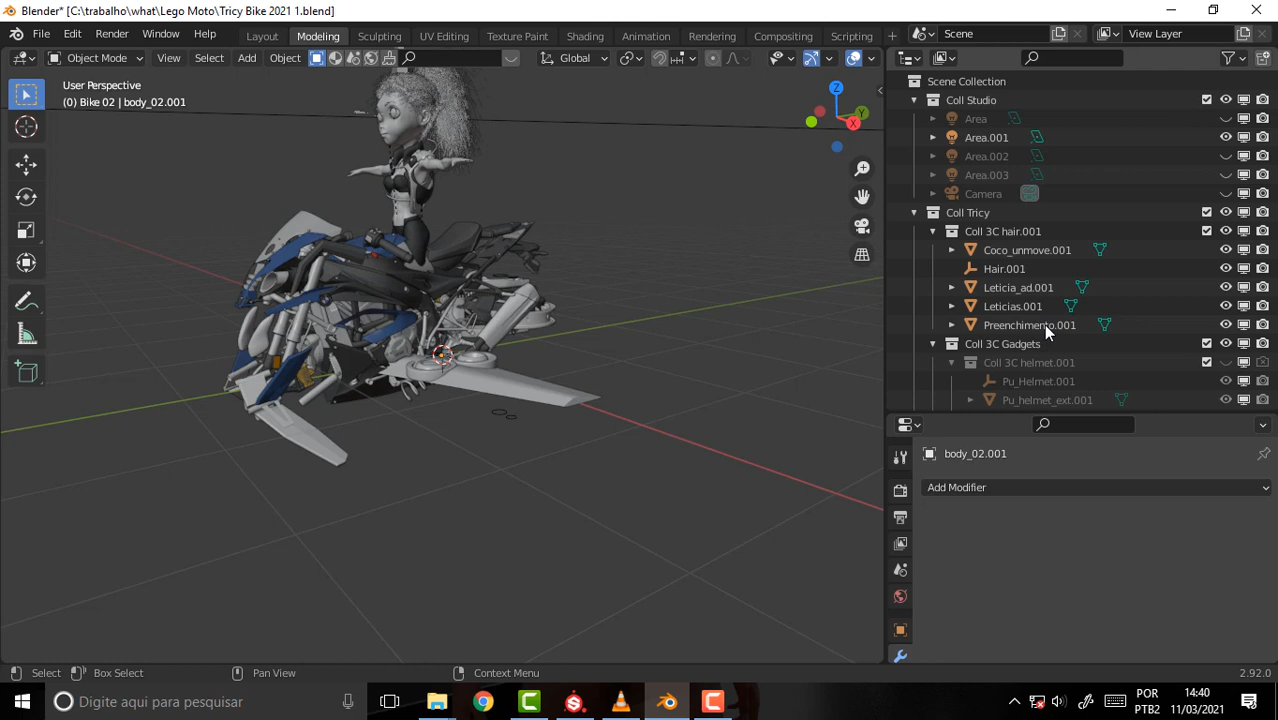 Blender* [C:\trabalho\what\Lego Moto\Tricy Bike 2021 1.blend]
File Edit Render Window Help Layout Modeling Sculpting UV Editing Texture Paint Shading Animation Rendering Compositing Scripting Scene View Layer
Object Mode View Select Add Object Global
User Perspective
(0) Bike 02 | body_02.001
Z
Y
X
Scene Collection
Coll Studio
Area
Area.001
Area.002
Area.003
Camera
Coll Tricy
Coll 3C hair.001
Coco_unmove.001
Hair.001
Leticia_ad.001
Leticias.001
Preenchimento.001
Coll 3C Gadgets
Coll 3C helmet.001
Pu_Helmet.001
Pu_helmet_ext.001
body_02.001
Add Modifier
Select Box Select Pan View Context Menu 2.92.0
Digite aqui para pesquisar
POR
PTB2
14:40
11/03/2021